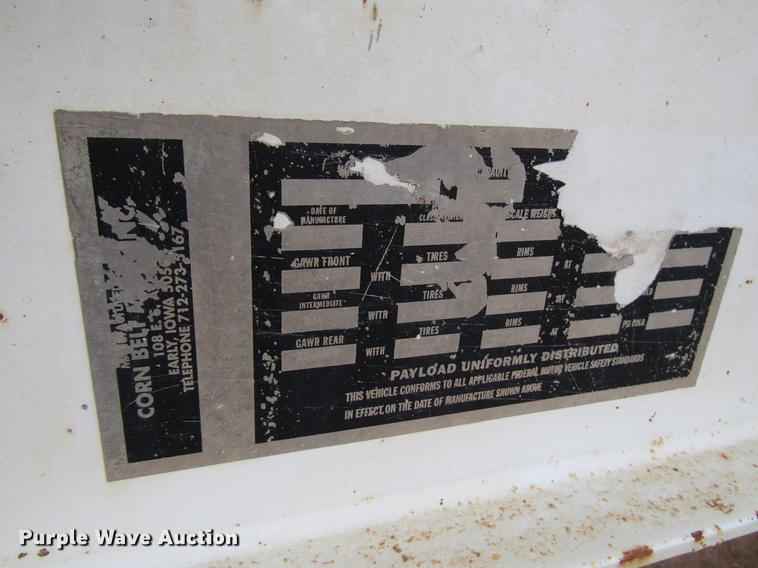 CORN BELT
108 E.
EARLY, IOWA
TELEPHONE 712-273-5167
DATE OF
MANUFACTURE
SCALE WEIGHT
GAWR FRONT WITH TIRES RIMS AT
GAWR
INTERMEDIATE WITH TIRES RIMS AT
GAWR REAR WITH TIRES RIMS AT PSI COLD
PAYLOAD UNIFORMLY DISTRIBUTED
THIS VEHICLE CONFORMS TO ALL APPLICABLE FEDERAL MOTOR VEHICLE SAFETY STANDARDS
IN EFFECT ON THE DATE OF MANUFACTURE SHOWN ABOVE
Purple Wave Auction